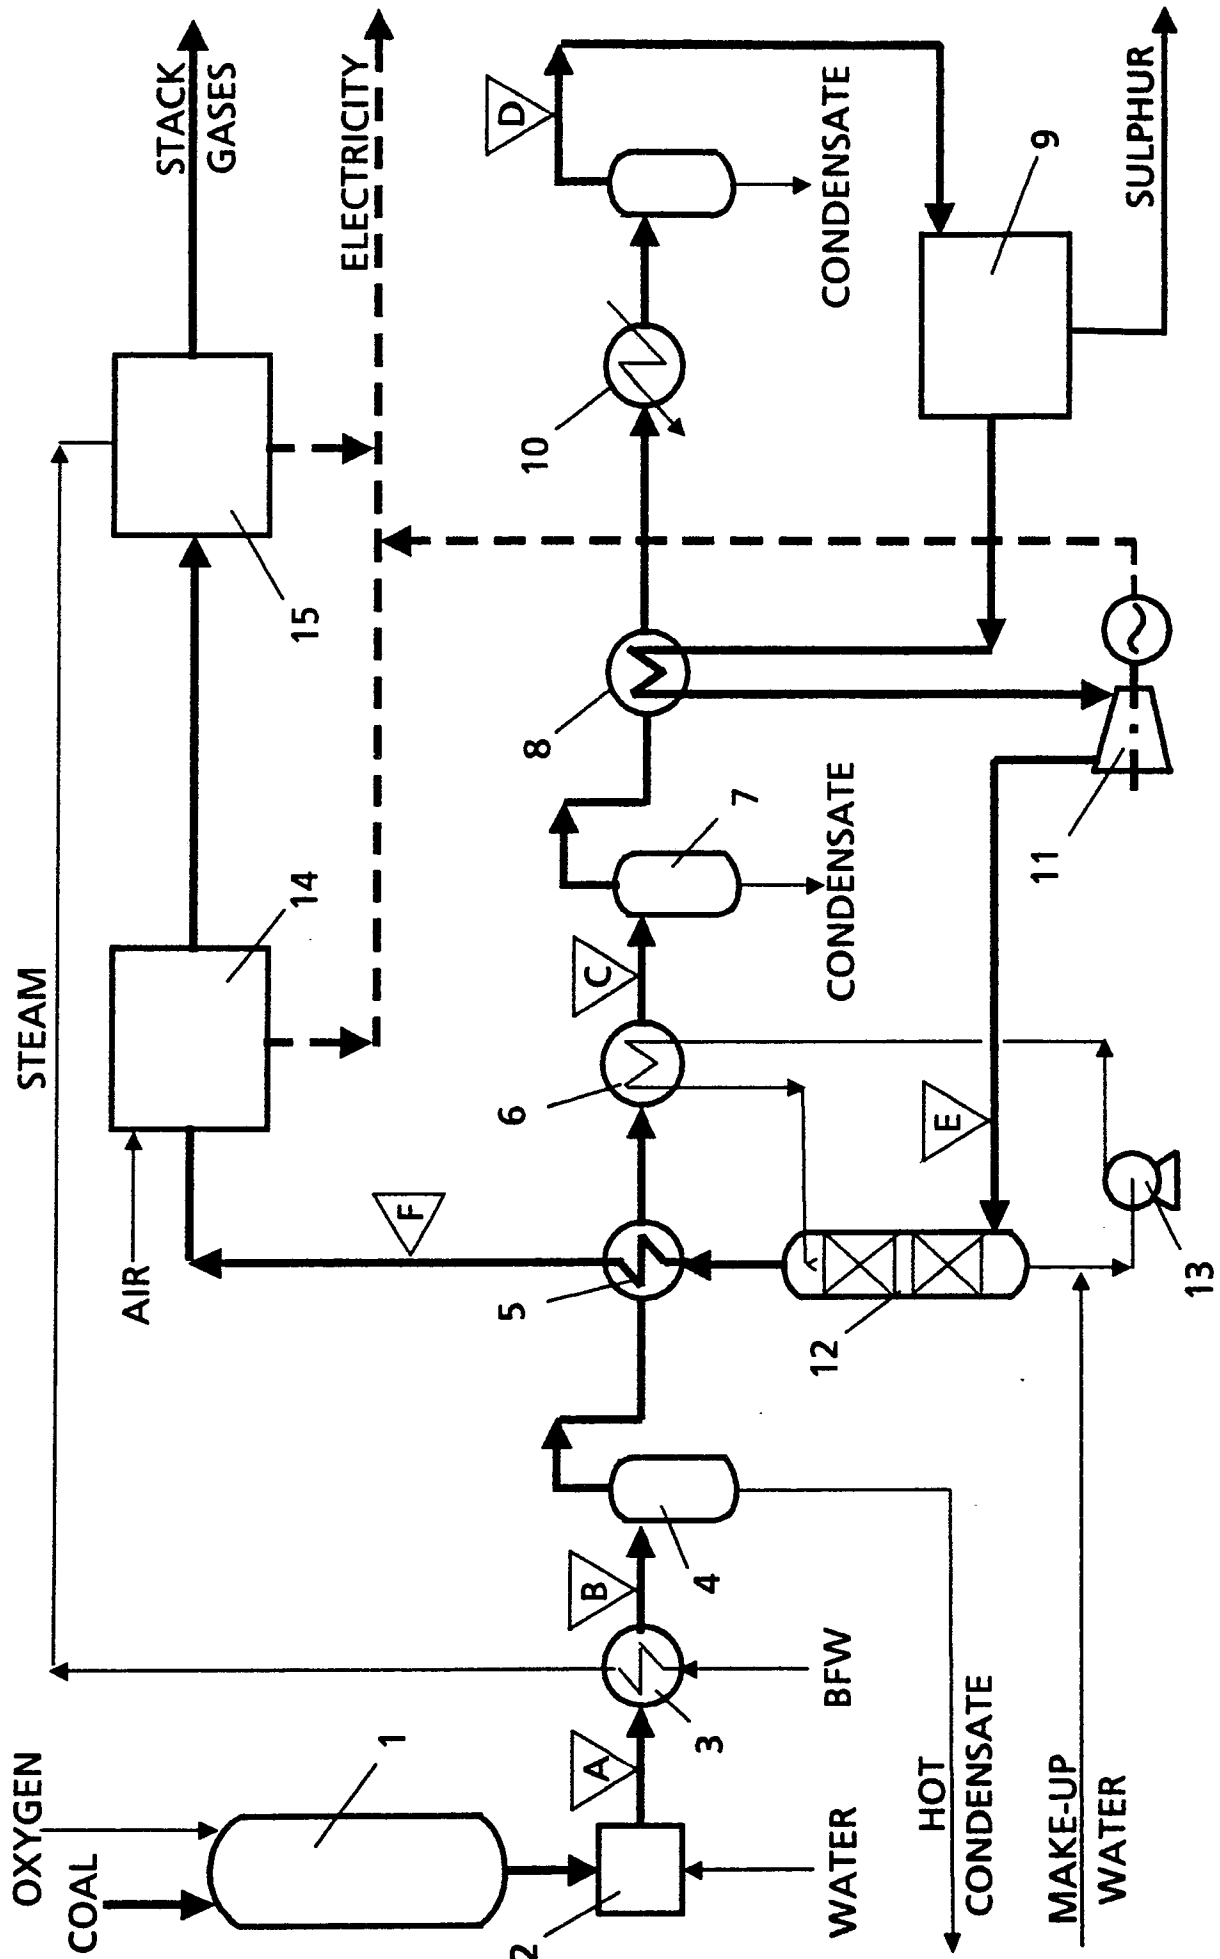 OXYGEN
COAL
1
2
WATER
A
3
BFW
STEAM
B
4
HOT
CONDENSATE
MAKE-UP
WATER
5
F
AIR
12
13
6
E
C
7
CONDENSATE
14
8
11
15
10
ELECTRICITY
STACK
GASES
D
CONDENSATE
9
SULPHUR